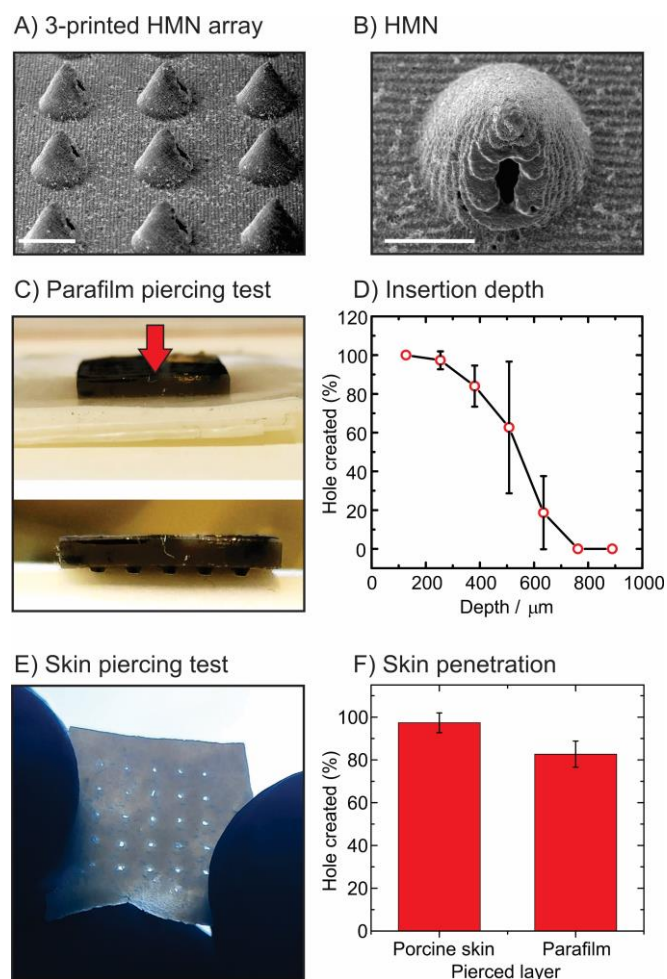 A) 3-printed HMN array
B) HMN
C) Parafilm piercing test
D) Insertion depth
120
100
80
60
40
20
0
Hole created (%)
0
200
400
600
800
1000
Depth / μm
E) Skin piercing test
F) Skin penetration
100
80
60
40
20
0
Hole created (%)
Porcine skin
Parafilm
Pierced layer